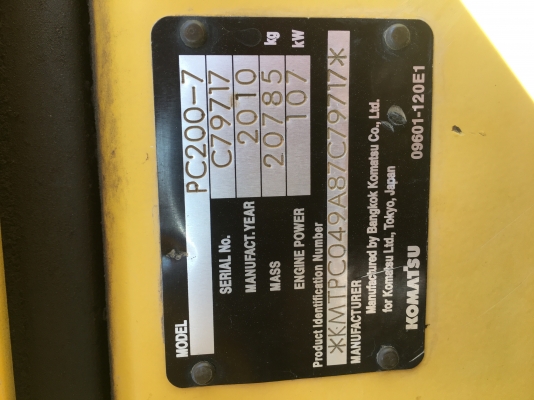 MODEL PC200-7
SERIAL No. C79717
MANUFACT.YEAR 2010
MASS 20785 kg
ENGINE POWER 107 kW
Product Identification Number
*KMTPC049A87C79717*
MANUFACTURER
Manufactured by Bangkok Komatsu Co., Ltd.
for Komatsu Ltd., Tokyo, Japan
KOMATSU 09601-120E1